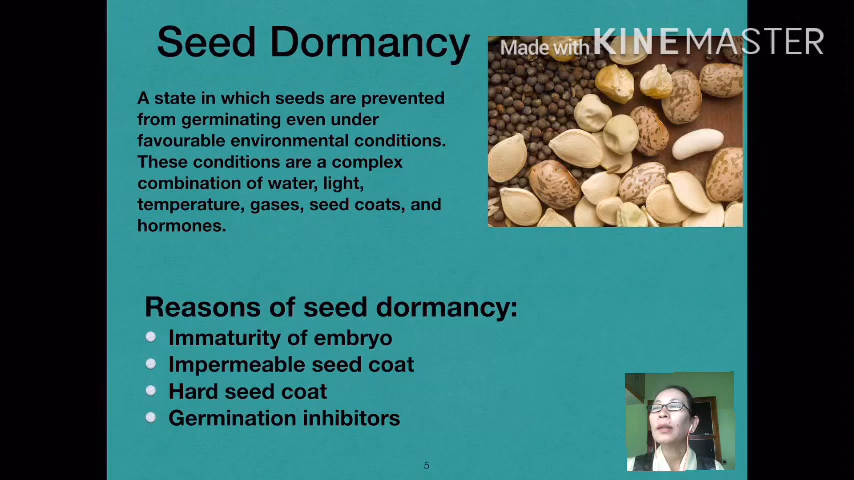 Seed Dormancy
Made with KINEMASTER
A state in which seeds are prevented
from germinating even under
favourable environmental conditions.
These conditions are a complex
combination of water, light,
temperature, gases, seed coats, and
hormones.
Reasons of seed dormancy:
Immaturity of embryo
Impermeable seed coat
Hard seed coat
Germination inhibitors
5